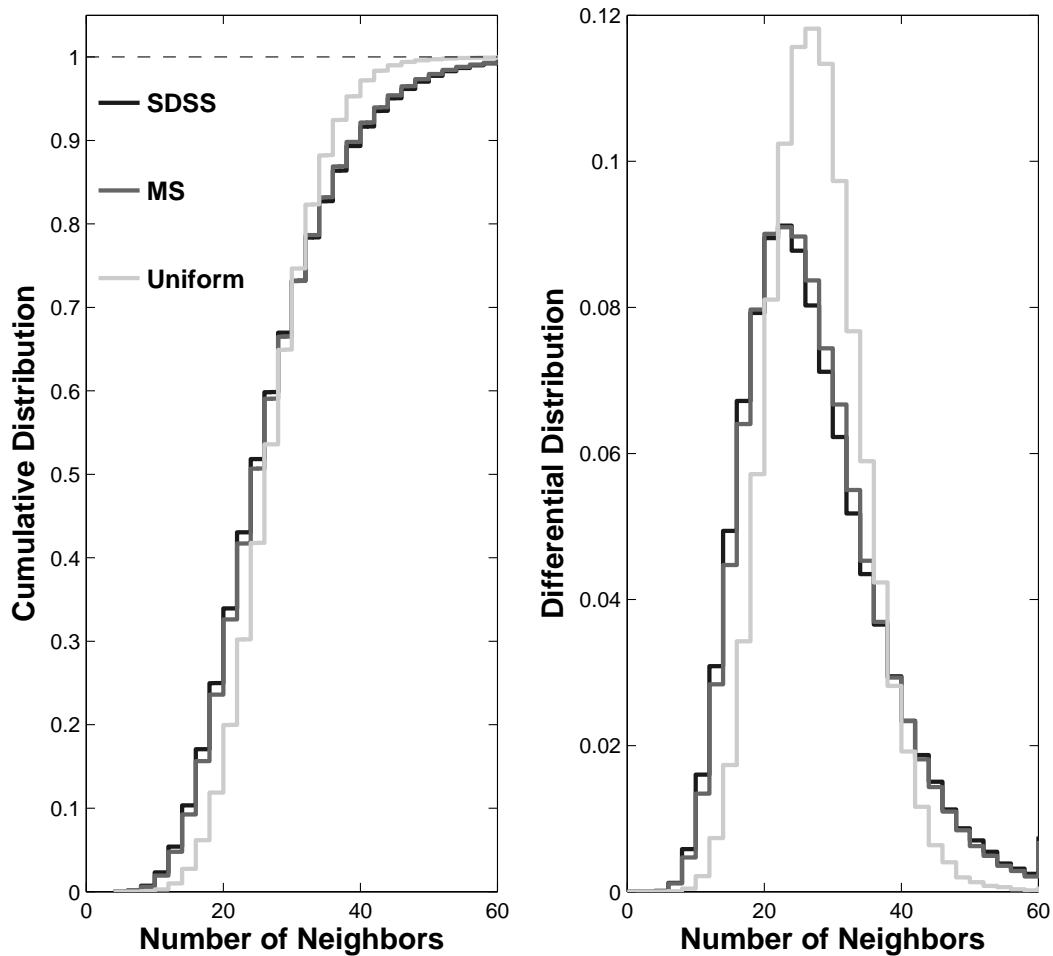 Cumulative Distribution
1
0.9
0.8
0.7
0.6
0.5
0.4
0.3
0.2
0.1
0
SDSS
MS
Uniform
0 20 40 60
Number of Neighbors
Differential Distribution
0.12
0.1
0.08
0.06
0.04
0.02
0
0 20 40 60
Number of Neighbors